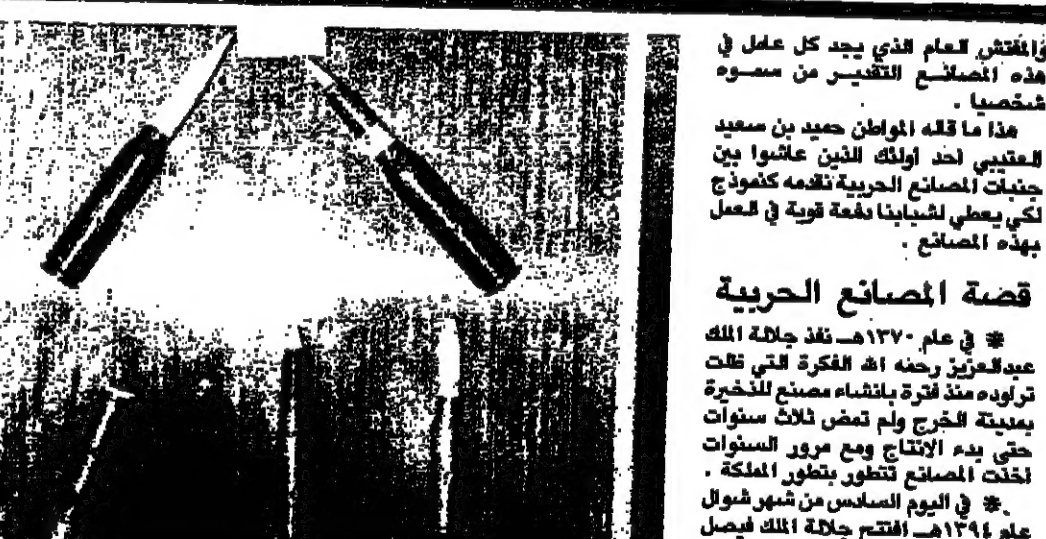 والمفتش العام الذي يجد كل عامل في
هذه المصانع التقدير من سموه
شخصيا .
هذا ما قاله المواطن حميد بن سعيد
العتيبي احد أولئك الذين عاشوا بين
جنبات المصانع الحربية نقدمه كنموذج
لكي يعطي لشبابنا دفعة قوية في العمل
بهذه المصانع .
قصة المصانع الحربية
* في عام ١٣٧٠هـ نفذ جلالة الملك
عبدالعزيز رحمه الله الفكرة التي ظلت
تراوده منذ فترة بانشاء مصنع للذخيرة
بمدينة الخرج ولم تمض ثلاث سنوات
حتى بدء الانتاج ومع مرور السنوات
اخذت المصانع تتطور بتطور المملكة .
* في اليوم السادس من شهر شوال
عام ١٣٩٤هـ افتتح جلالة الملك فيصل